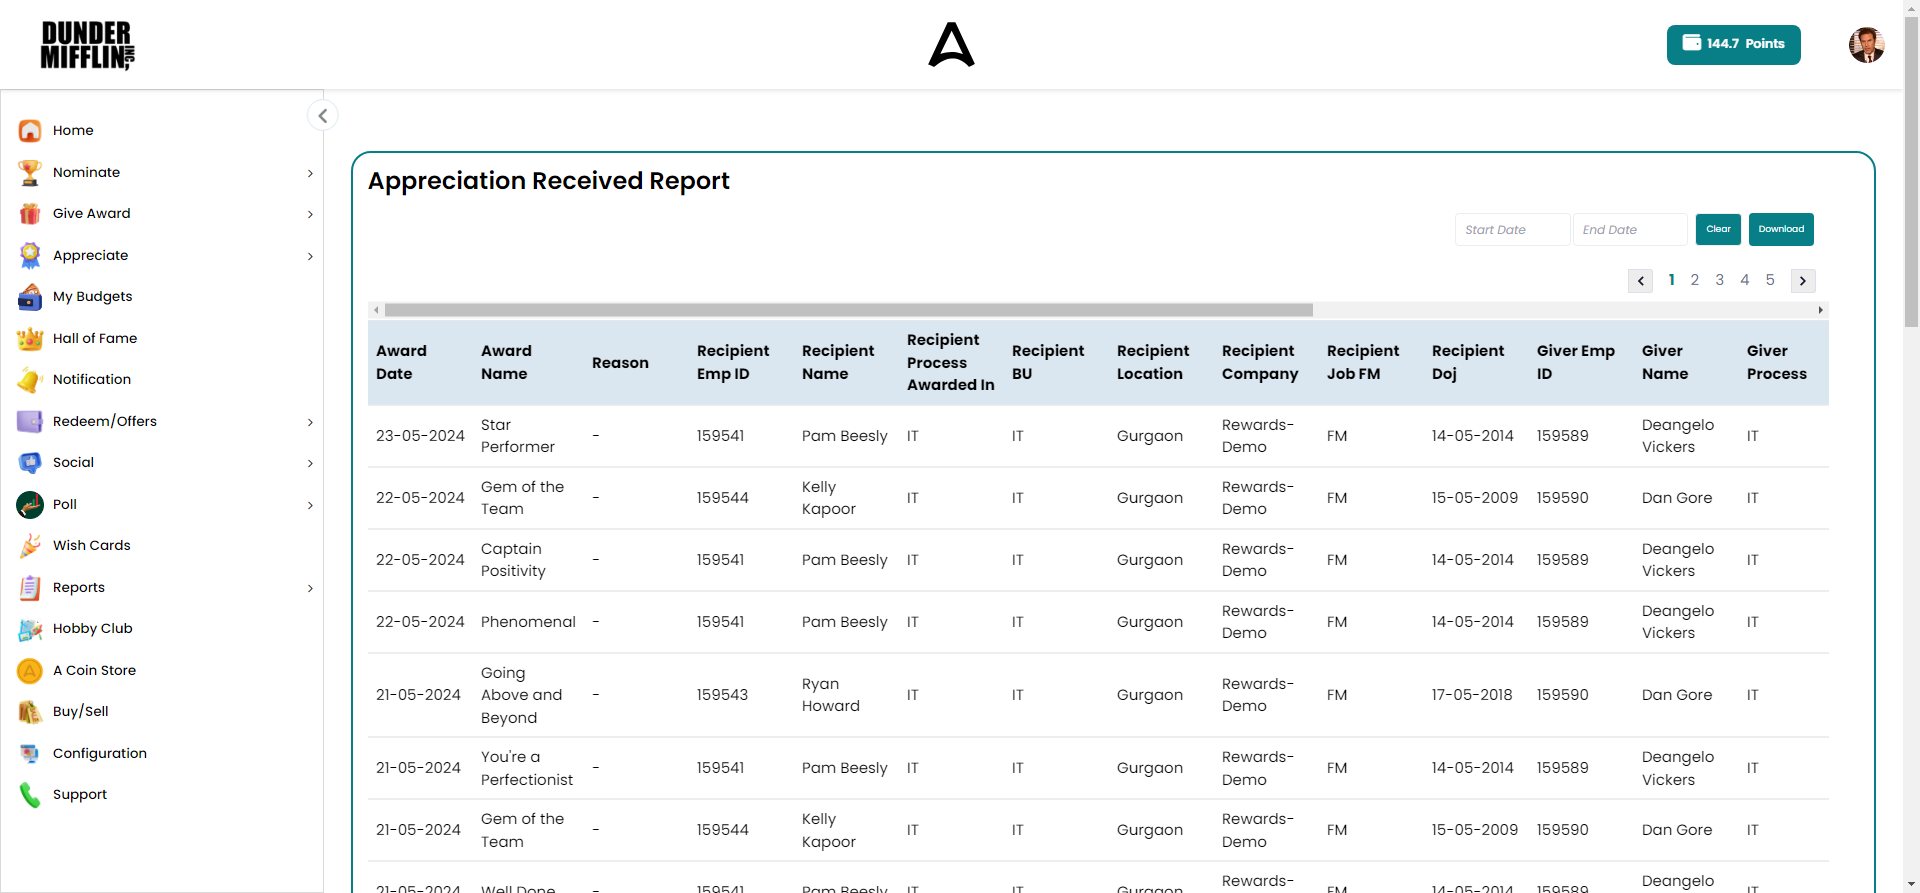 DUNDER
MIFFLIN, INC
144.7 Points
Home
Nominate
Give Award
Appreciate
My Budgets
Hall of Fame
Notification
Redeem/Offers
Social
Poll
Wish Cards
Reports
Hobby Club
A Coin Store
Buy/Sell
Configuration
Support
Appreciation Received Report
Start Date End Date Clear Download
1 2 3 4 5
Award Date Award Name Reason Recipient Emp ID Recipient Name Recipient Process Awarded In Recipient BU Recipient Location Recipient Company Recipient Job FM Recipient Doj Giver Emp ID Giver Name Giver Process
23-05-2024 Star Performer - 159541 Pam Beesly IT IT Gurgaon Rewards-Demo FM 14-05-2014 159589 Deangelo Vickers IT
22-05-2024 Gem of the Team - 159544 Kelly Kapoor IT IT Gurgaon Rewards-Demo FM 15-05-2009 159590 Dan Gore IT
22-05-2024 Captain Positivity - 159541 Pam Beesly IT IT Gurgaon Rewards-Demo FM 14-05-2014 159589 Deangelo Vickers IT
22-05-2024 Phenomenal - 159541 Pam Beesly IT IT Gurgaon Rewards-Demo FM 14-05-2014 159589 Deangelo Vickers IT
21-05-2024 Going Above and Beyond - 159543 Ryan Howard IT IT Gurgaon Rewards-Demo FM 17-05-2018 159590 Dan Gore IT
21-05-2024 You're a Perfectionist - 159541 Pam Beesly IT IT Gurgaon Rewards-Demo FM 14-05-2014 159589 Deangelo Vickers IT
21-05-2024 Gem of the Team - 159544 Kelly Kapoor IT IT Gurgaon Rewards-Demo FM 15-05-2009 159590 Dan Gore IT
21-05-2024 Well Done - 159541 Pam Beesly IT IT Gurgaon Rewards- FM 14-05-2014 159589 Deangelo IT